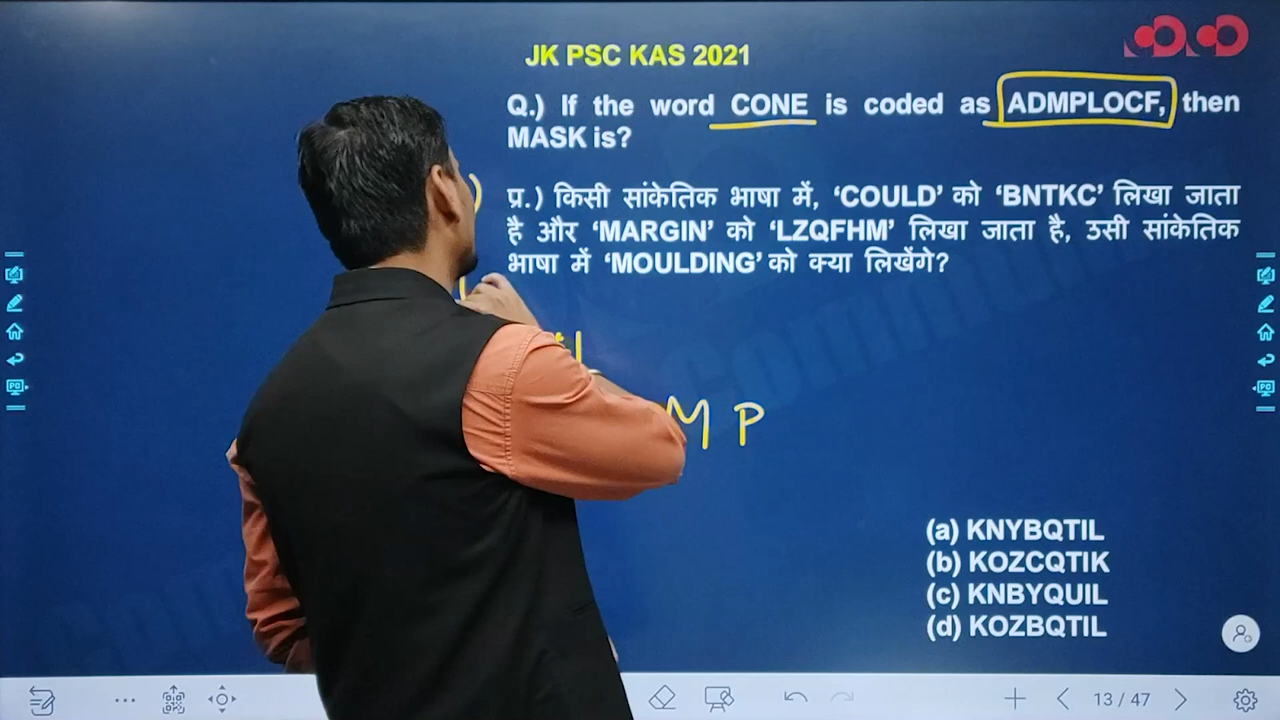 JK PSC KAS 2021
Q.) If the word CONE is coded as ADMPLOCF, then
MASK is?
प्र.) किसी सांकेतिक भाषा में, 'COULD' को 'BNTKC' लिखा जाता
है और 'MARGIN' को 'LZQFHM' लिखा जाता है, उसी सांकेतिक
भाषा में 'MOULDING' को क्या लिखेंगे?
M P
(a) KNYBQTIL
(b) KOZCQTIK
(c) KNBYQUIL
(d) KOZBQTIL
13 / 47